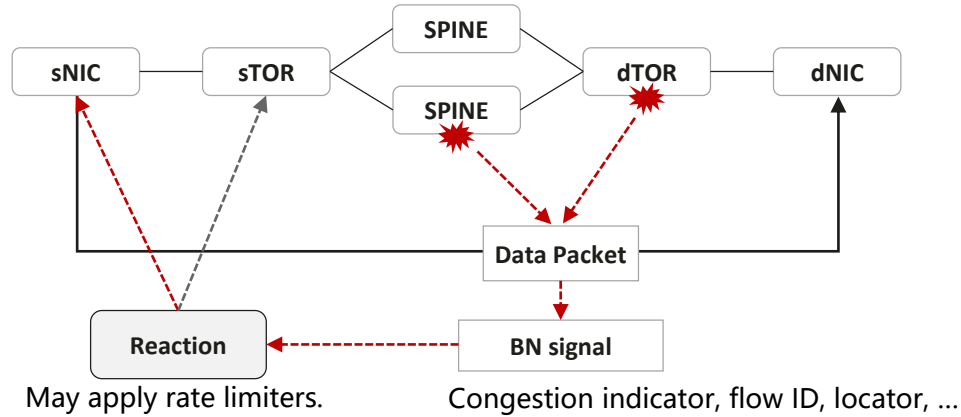 SPINE
sNIC
sTOR
dTOR
dNIC
SPINE
Data Packet
Reaction
BN signal
May apply rate limiters.
Congestion indicator, flow ID, locator, ...